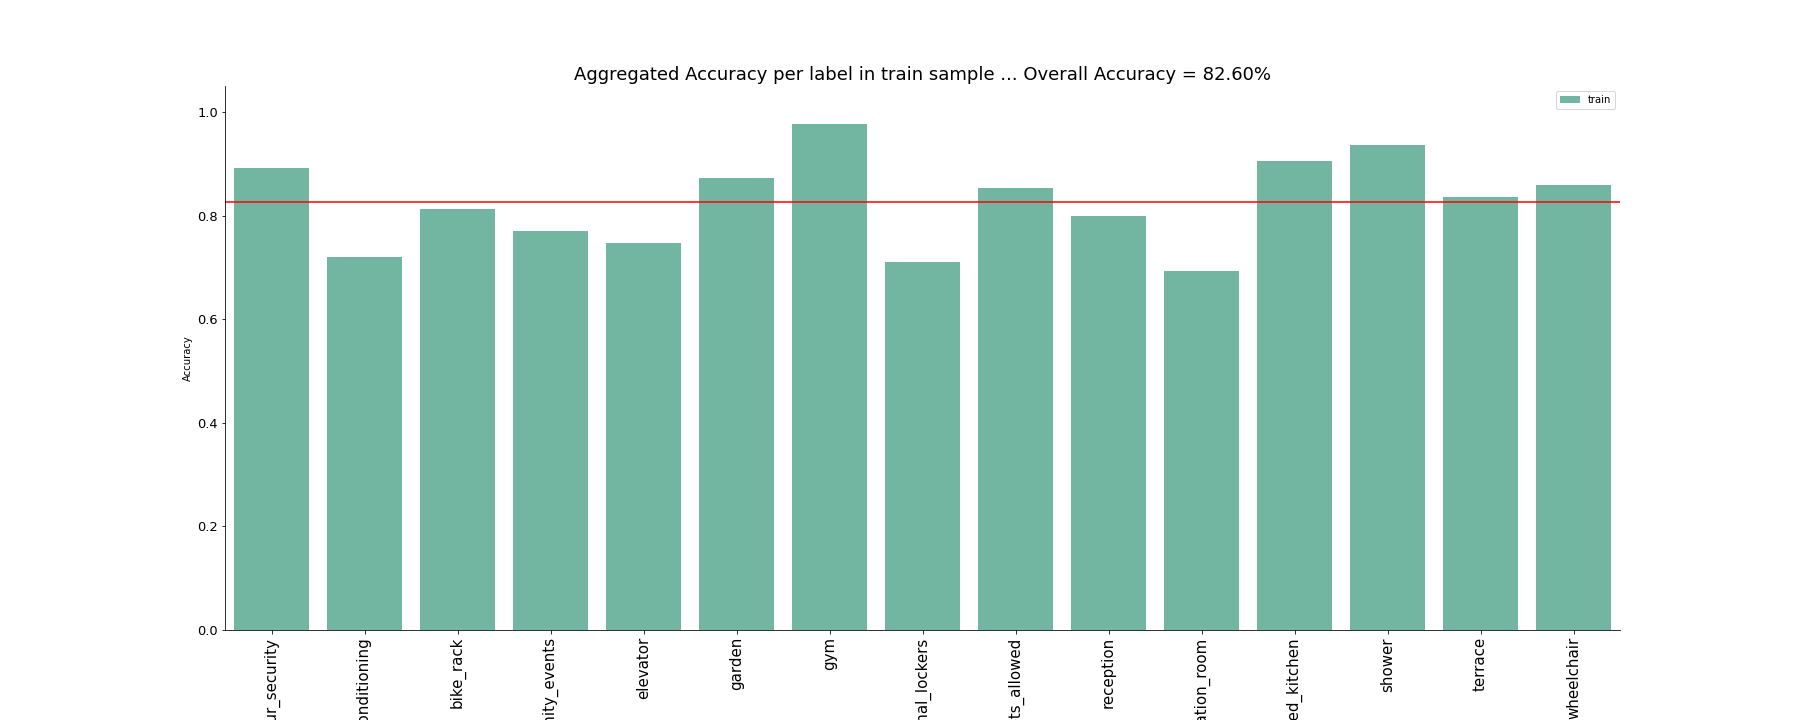 Aggregated Accuracy per label in train sample ... Overall Accuracy = 82.60%
train
1.0
0.8
0.6
0.4
0.2
0.0
Accuracy
ur_security
onditioning
bike_rack
nity_events
elevator
garden
gym
nal_lockers
ts_allowed
reception
ation_room
ed_kitchen
shower
terrace
wheelchair